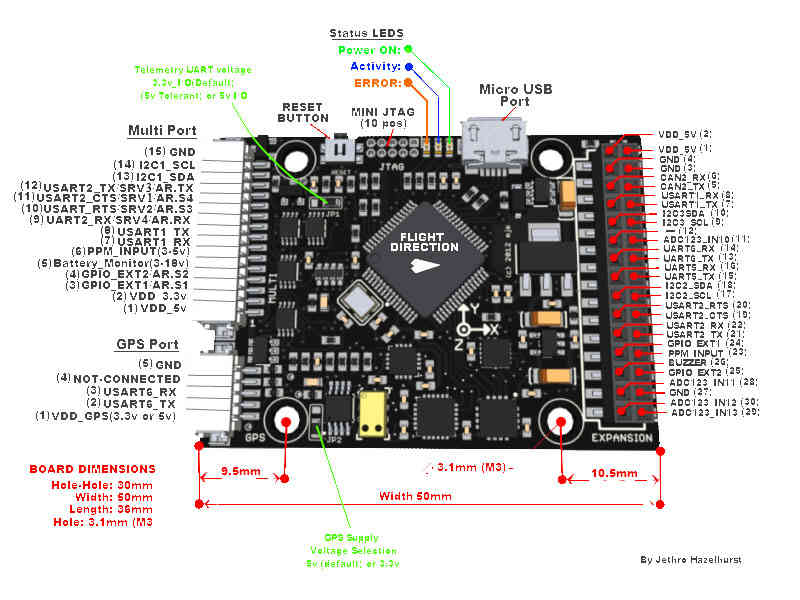 Status LEDS
Power ON:
Activity:
ERROR:
Telemetry UART voltage
3.3v_I O(Default)
(5v Tolerant) or 5v I O
RESET
BUTTON
MINI JTAG
(10 pos)
Micro USB
Port
Multi Port
(15) GND
(14) I2C1_SCL
(13) I2C1_SDA
(12)USART2_TX SRV3 AR.TX
(11)USART2_CTS SRV1 AR.S4
(10)USART_RTS SRV2 AR.S3
(9)USART2_RX SRV4 AR.RX
(8) USART1_TX
(7) USART1_RX
(6)PPM_INPUT(3-5v)
(5)Battery_Monitor(3-18v)
(4)GPIO_EXT2 AR.S2
(3)GPIO_EXT1 AR.S1
(2) VDD_3.3v
(1) VDD_5v
GPS Port
(5) GND
(4) NOT-CONNECTED
(3) USART6_RX
(2) USART6_TX
(1)VDD_GPS(3.3v or 5v)
RESET
JTAG
JP1
MULTI
FLIGHT
DIRECTION
(c) 2012
Y
X
Z
GPS
JP2
EXPANSION
VDD_5V (2)
VDD_5V (1)
GND (4)
GND (3)
CAN2_RX (6)
CAN2_TX (5)
USART1_RX (8)
USART1_TX (7)
I2C3SDA (10)
I2C3_SCL (9)
— (12)
ADC123_IN10(11)
UART6_RX (14)
UART6_TX (13)
UART5_RX (16)
UART5_TX (15)
I2C2_SDA (18)
I2C2_SCL (17)
USART2_RTS (20)
USART2_CTS (19)
USART2_RX (22)
USART2_TX (21)
GPIO_EXT1 (24)
PPM_INPUT (23)
BUZZER (26)
GPIO_EXT2 (25)
ADC123_IN11 (28)
GND (27)
ADC123_IN12 (30)
ADC123_IN13 (29)
BOARD DIMENSIONS
Hole-Hole: 30mm
Width: 50mm
Length: 36mm
Hole: 3.1mm (M3
9.5mm
3.1mm (M3)
10.5mm
Width 50mm
GPS Supply
Voltage Selection
5v (default) or 3.3v
By Jethro Hazelhurst